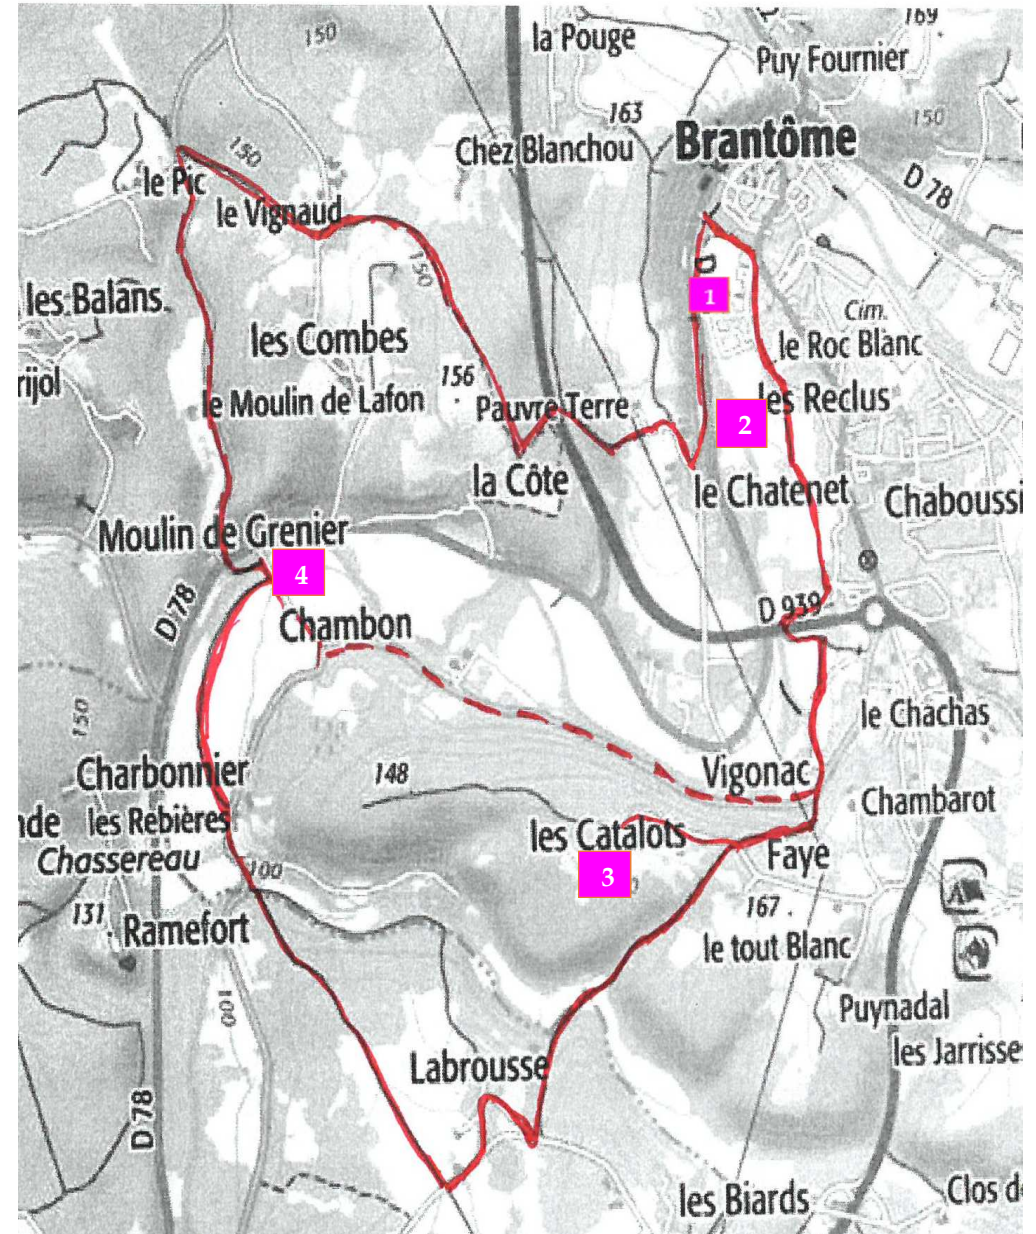 150
169
la Pouge
Puy Fournier
163
150
Brantôme
150
Chez Blanchou
le Pic
D 78
le Vignaud
150
D
1
les Balans
Cim.
les Combes
le Roc Blanc
rijol
156
le Moulin de Lafon
Pauvre Terre
les Reclus
2
la Côte
le Chatenet
Chaboussi
Moulin de Grenier
4
D 78
D 939
Chambon
150
le Chachas
Charbonnier
148
Vigonac
Chambarot
nde
les Rebières
les Catalots
Chassereau
Faye
100
3
131
167
Ramefort
le tout Blanc
100
Puynadal
les Jarrisse
Labrousse
D 78
les Biards
Clos d